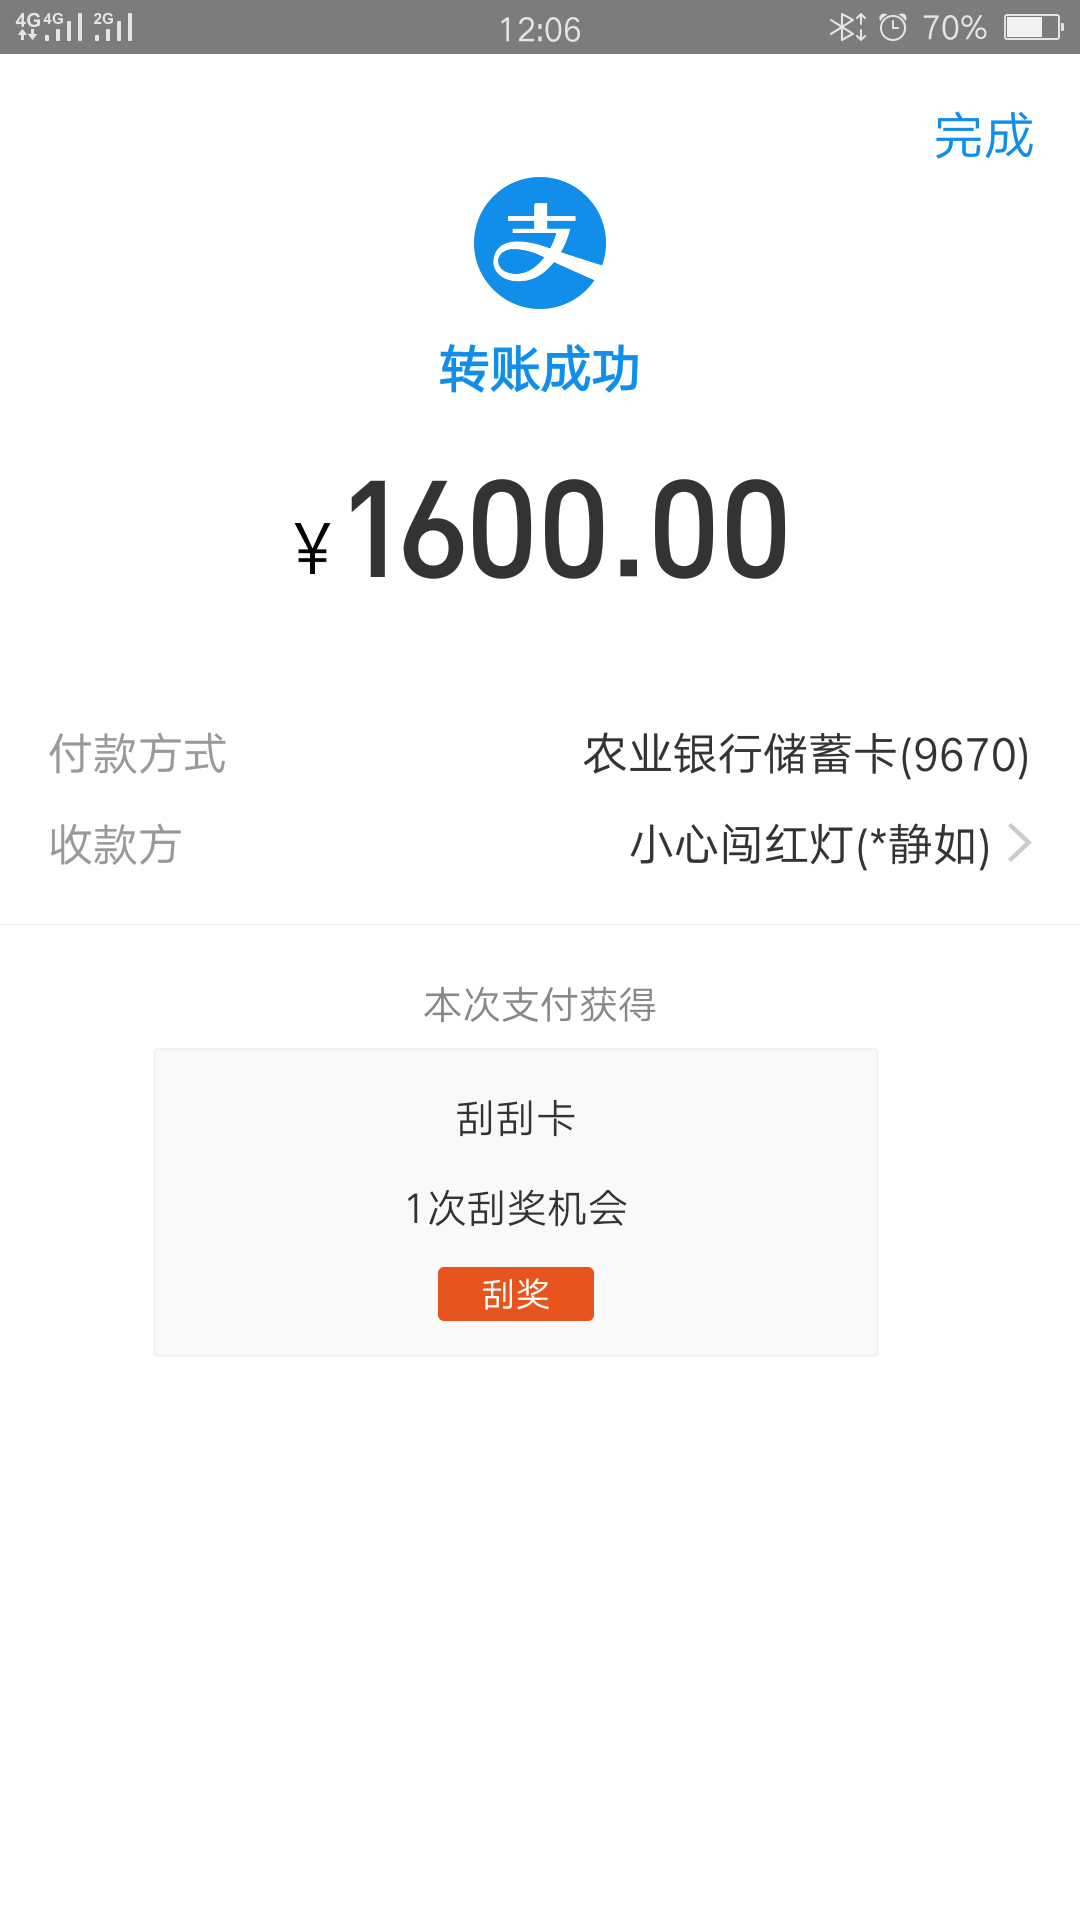 4G 4G 2G 12:06 70%
完成
支
转账成功
¥1600.00
付款方式 农业银行储蓄卡(9670)
收款方 小心闯红灯(*静如)
本次支付获得
刮刮卡
1次刮奖机会
刮奖